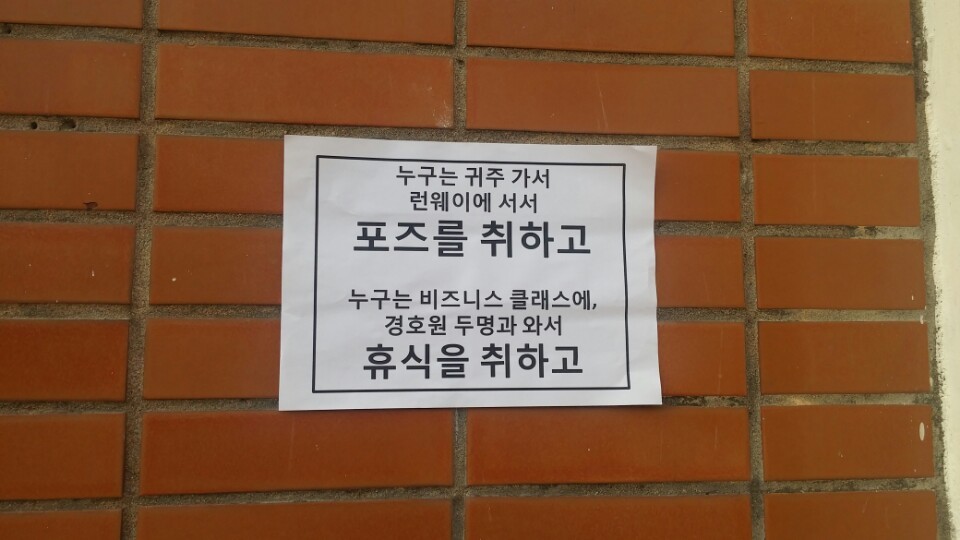 누구는 귀주 가서
런웨이에 서서
포즈를 취하고
누구는 비즈니스 클래스에,
경호원 두명과 와서
휴식을 취하고